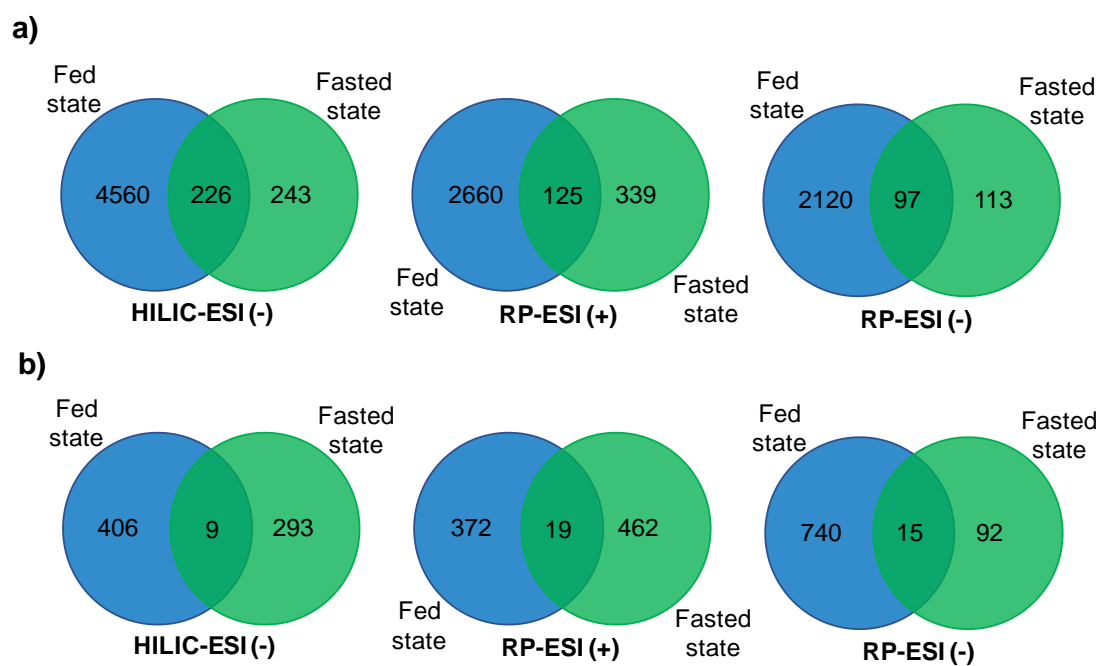 a)
Fed
state
Fasted
state
4560
226
243
HILIC-ESI (-)
2660
125
339
Fed
state
Fasted
state
RP-ESI (+)
Fed
state
Fasted
state
2120
97
113
RP-ESI (-)
b)
Fed
state
Fasted
state
406
9
293
HILIC-ESI (-)
372
19
462
Fed
state
Fasted
state
RP-ESI (+)
Fed
state
Fasted
state
740
15
92
RP-ESI (-)